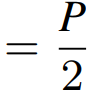 = P/2